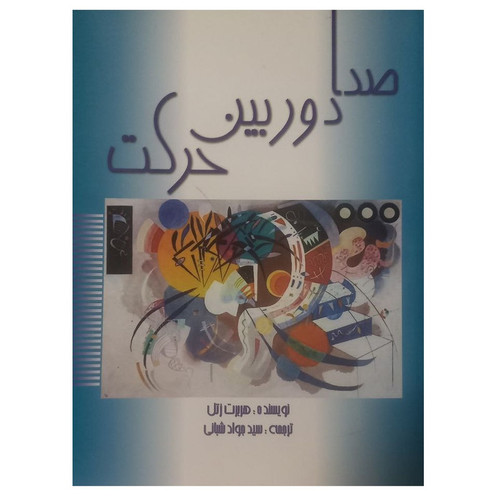 صدا
دوربین
حرکت
نویسنده : هربرت زتل
ترجمه : سید جواد شبانی